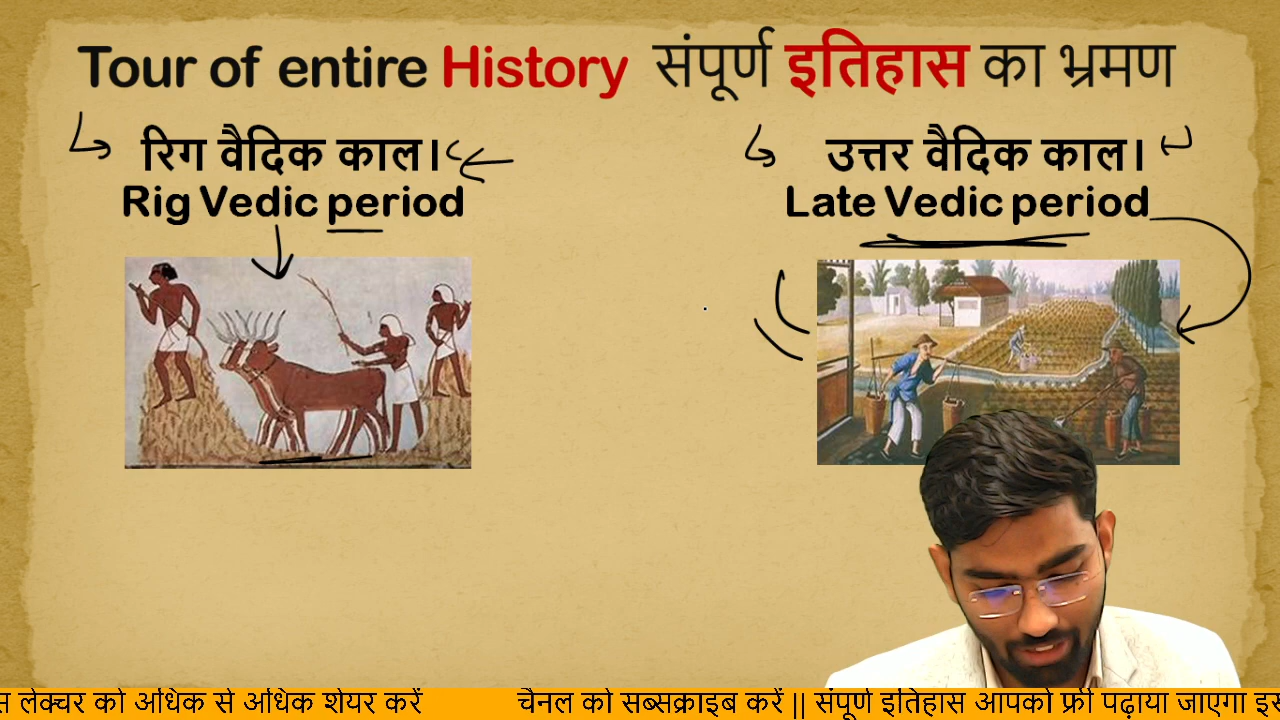 Tour of entire History संपूर्ण इतिहास का भ्रमण
रिग वैदिक काल।
Rig Vedic period
उत्तर वैदिक काल।
Late Vedic period
लेक्चर को अधिक से अधिक शेयर करें चैनल को सब्सक्राइब करें || संपूर्ण इतिहास आपको फ्री पढ़ाया जाएगा